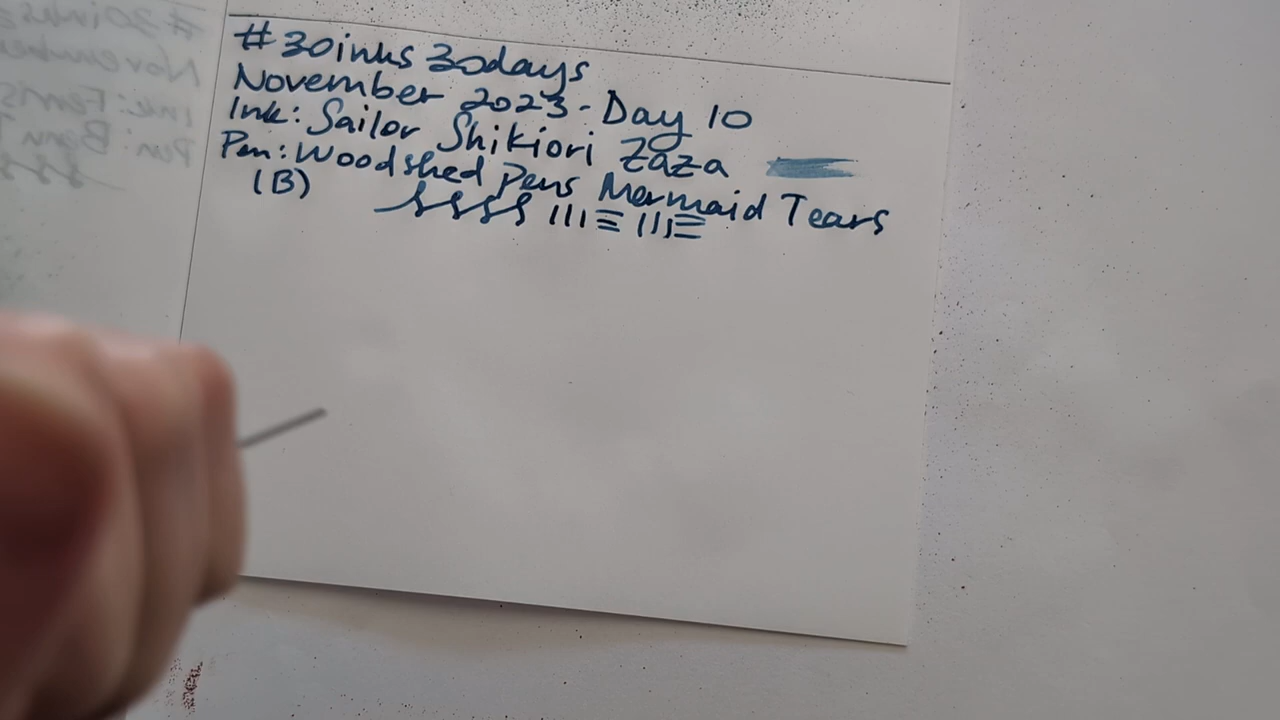 #30inks30days
November 2023 - Day 10
Ink: Sailor Shikiori Zaza
Pen: Woodshed Pens Mermaid Tears
(B)